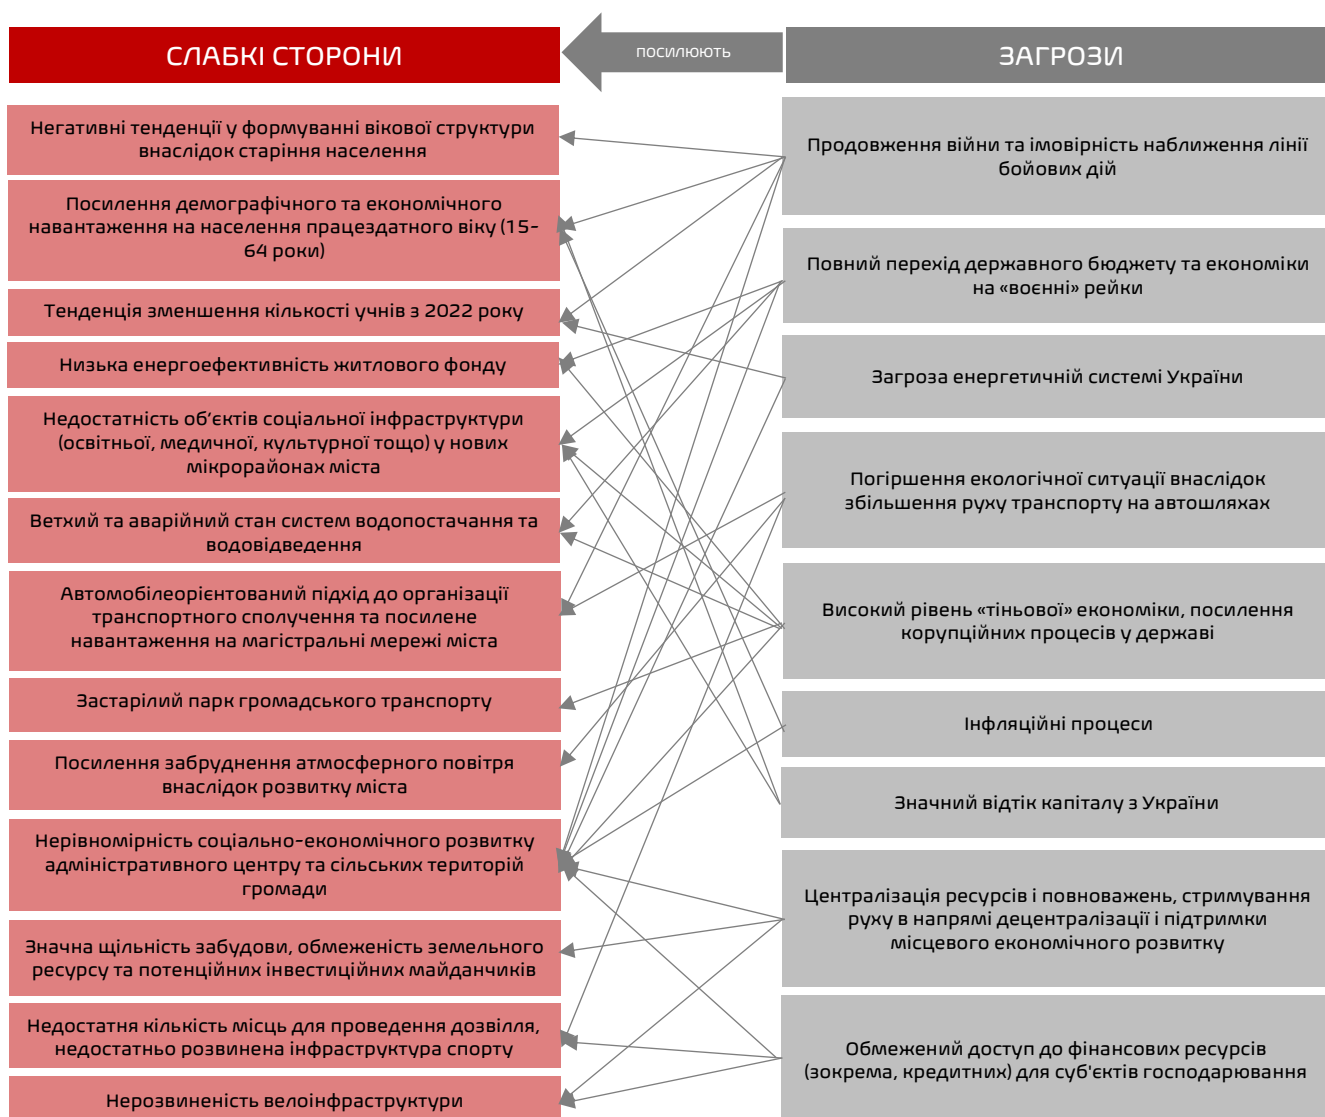 СЛАБКІ СТОРОНИ
ПОСИЛЮЮТЬ
ЗАГРОЗИ
Негативні тенденції у формуванні вікової структури
внаслідок старіння населення
Посилення демографічного та економічного
навантаження на населення працездатного віку (15-
64 роки)
Тенденція зменшення кількості учнів з 2022 року
Низька енергоефективність житлового фонду
Недостатність об’єктів соціальної інфраструктури
(освітньої, медичної, культурної тощо) у нових
мікрорайонах міста
Ветхий та аварійний стан систем водопостачання та
водовідведення
Автомобілеорієнтований підхід до організації
транспортного сполучення та посилене
навантаження на магістральні мережі міста
Застарілий парк громадського транспорту
Посилення забруднення атмосферного повітря
внаслідок розвитку міста
Нерівномірність соціально-економічного розвитку
адміністративного центру та сільських територій
громади
Значна щільність забудови, обмеженість земельного
ресурсу та потенційних інвестиційних майданчиків
Недостатня кількість місць для проведення дозвілля,
недостатньо розвинена інфраструктура спорту
Нерозвиненість велоінфраструктури
Продовження війни та імовірність наближення лінії
бойових дій
Повний перехід державного бюджету та економіки
на «воєнні» рейки
Загроза енергетичній системі України
Погіршення екологічної ситуації внаслідок
збільшення руху транспорту на автошляхах
Високий рівень «тіньової» економіки, посилення
корупційних процесів у державі
Інфляційні процеси
Значний відтік капіталу з України
Централізація ресурсів і повноважень, стримування
руху в напрямі децентралізації і підтримки
місцевого економічного розвитку
Обмежений доступ до фінансових ресурсів
(зокрема, кредитних) для суб'єктів господарювання